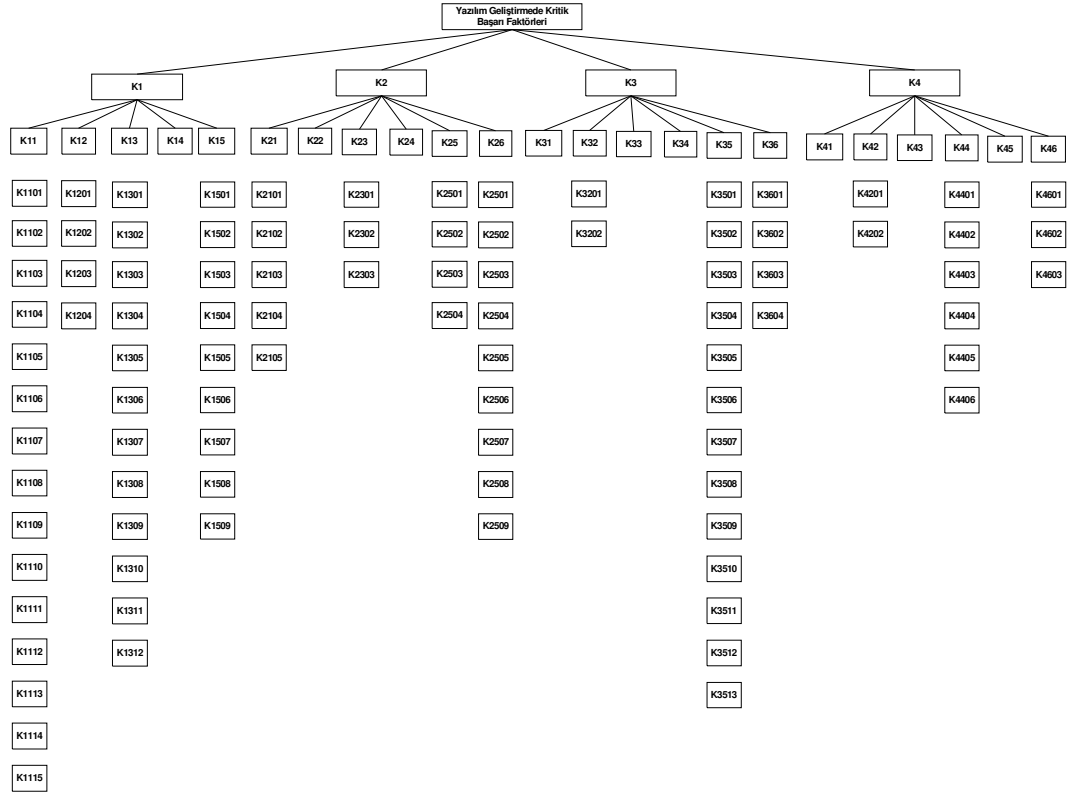 Yazılım Geliştirmede Kritik
Başarı Faktörleri
K1 K2 K3 K4
K11 K12 K13 K14 K15 K21 K22 K23 K24 K25 K26 K31 K32 K33 K34 K35 K36 K41 K42 K43 K44 K45 K46
K1101 K1201 K1301 K1501 K2101 K2301 K2501 K2501 K3201 K3501 K3601 K4201 K4401 K4601
K1102 K1202 K1302 K1502 K2102 K2302 K2502 K2502 K3202 K3502 K3602 K4202 K4402 K4602
K1103 K1203 K1303 K1503 K2103 K2303 K2503 K2503 K3503 K3603 K4403 K4603
K1104 K1204 K1304 K1504 K2104 K2504 K2504 K3504 K3604 K4404
K1105 K1305 K1505 K2105 K2505 K3505 K4405
K1106 K1306 K1506 K2506 K3506 K4406
K1107 K1307 K1507 K2507 K3507
K1108 K1308 K1508 K2508 K3508
K1109 K1309 K1509 K2509 K3509
K1110 K1310 K3510
K1111 K1311 K3511
K1112 K1312 K3512
K1113 K3513
K1114
K1115